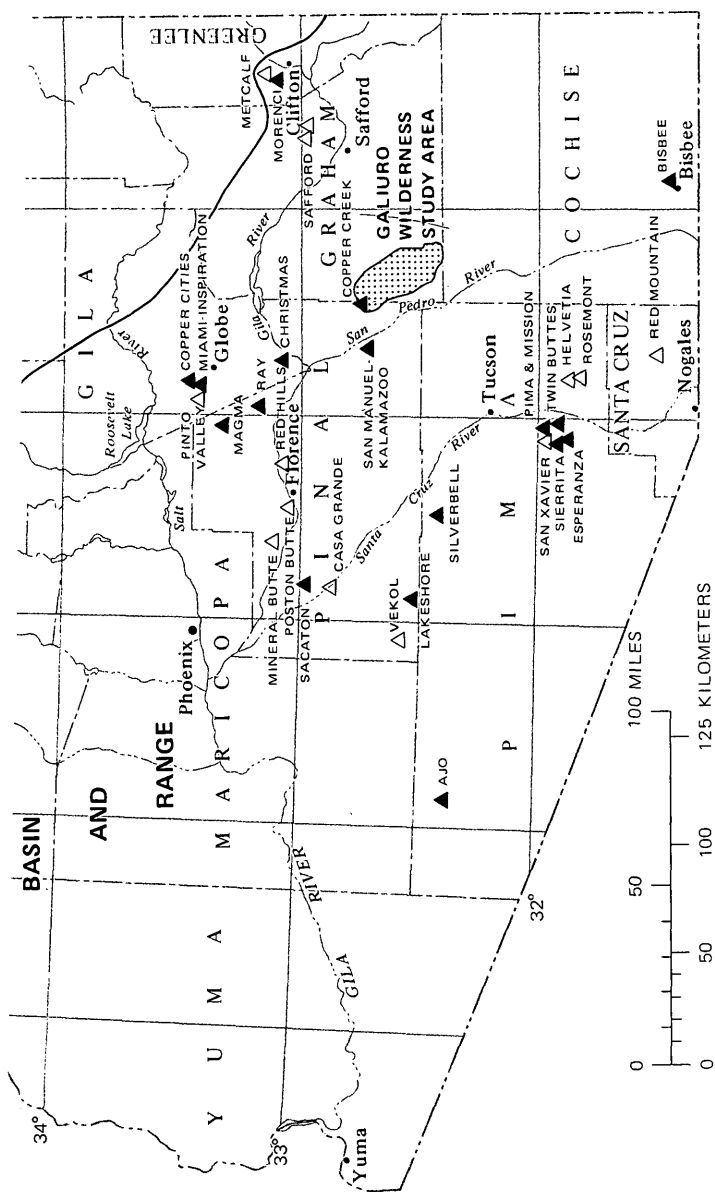 BASIN
AND
RANGE
34°
33°
32°
GREENLEE
GILA
GRAHAM
COCHISE
SANTA CRUZ
PIMA
PINAL
MARICOPA
YUMA
METCALF
MORENCI
Clifton
SAFFORD
Safford
COPPER CREEK
GALIURO
WILDERNESS
STUDY AREA
BISBEE
Bisbee
River
Roosevelt
Lake
Salt
River
Gila
River
San
Pedro
River
Santa
Cruz
River
GILA
RIVER
PINTO
VALLEY
COPPER CITIES
MIAMI-INSPIRATION
Globe
MAGMA
RAY
CHRISTMAS
RED HILLS
Florence
SAN MANUEL-
KALAMAZOO
MINERAL BUTTE
POSTON BUTTE
SACATON
CASA GRANDE
VEKOL
LAKESHORE
SILVERBELL
Tucson
PIMA & MISSION
TWIN BUTTES
HELVETIA
ROSEMONT
SAN XAVIER
SIERRITA
ESPERANZA
RED MOUNTAIN
Nogales
Phoenix
AJO
Yuma
0 50 100 MILES
0 50 100 125 KILOMETERS